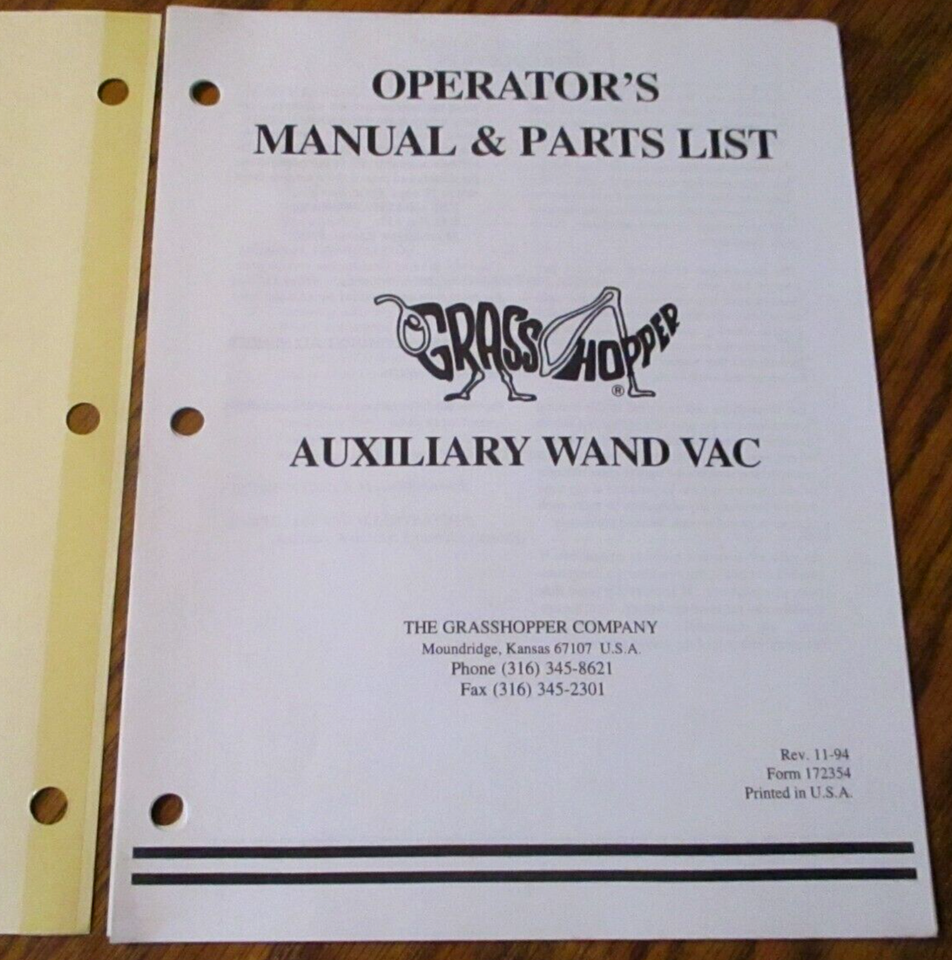 OPERATOR'S
MANUAL & PARTS LIST
GRASSHOPPER®
AUXILIARY WAND VAC
THE GRASSHOPPER COMPANY
Moundridge, Kansas 67107 U.S.A.
Phone (316) 345-8621
Fax (316) 345-2301
Rev. 11-94
Form 172354
Printed in U.S.A.